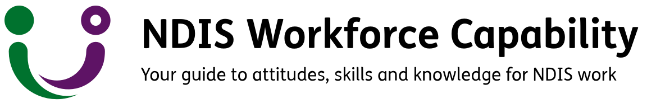 NDIS Workforce Capability
Your guide to attitudes, skills and knowledge for NDIS work